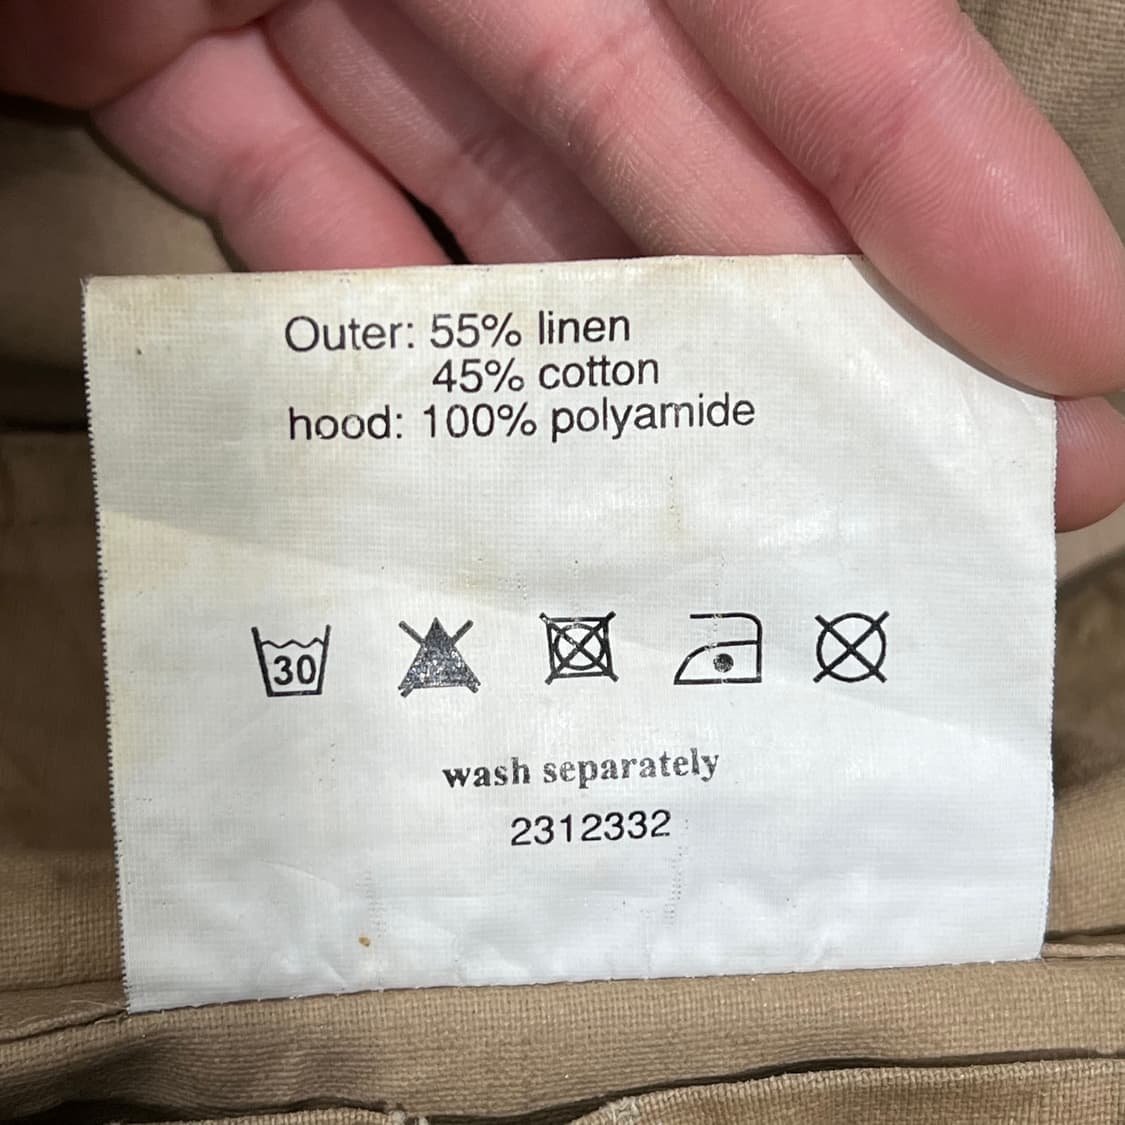 Outer: 55% linen
45% cotton
hood: 100% polyamide
30
wash separately
2312332